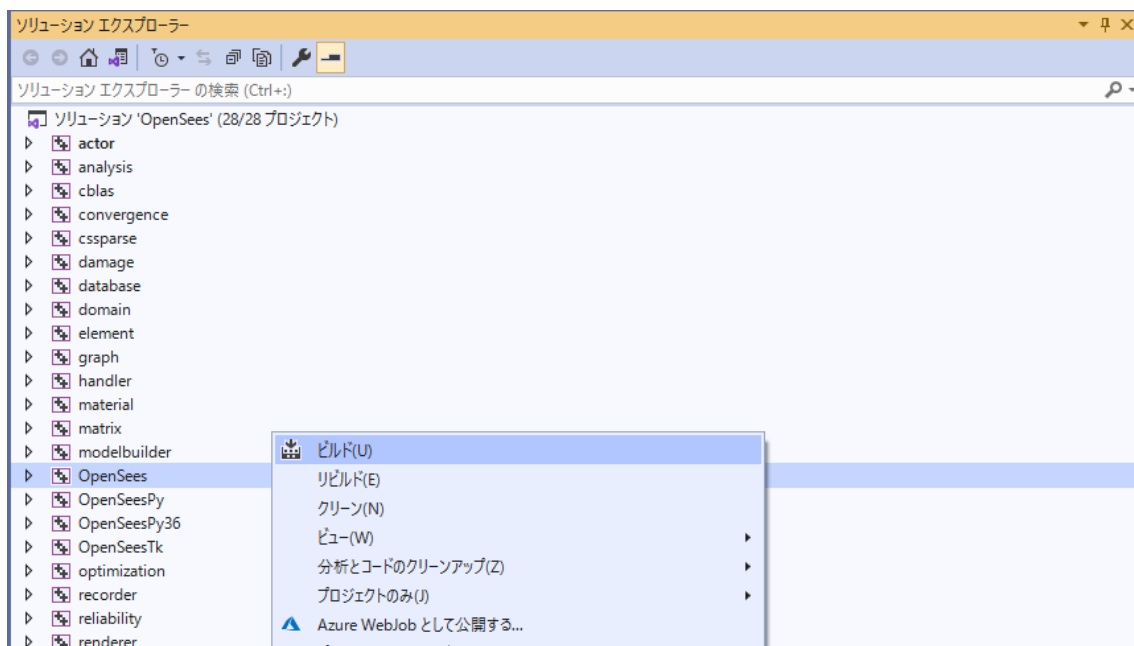 ソリューション エクスプローラー
ソリューション エクスプローラー の検索 (Ctrl+:)
ソリューション 'OpenSees' (28/28 プロジェクト)
actor
analysis
cblas
convergence
cssparse
damage
database
domain
element
graph
handler
material
matrix
modelbuilder
OpenSees
OpenSeesPy
OpenSeesPy36
OpenSeesTk
optimization
recorder
reliability
renderer
ビルド(U)
リビルド(E)
クリーン(N)
ビュー(W)
分析とコードのクリーンアップ(Z)
プロジェクトのみ(J)
Azure WebJob として公開する...